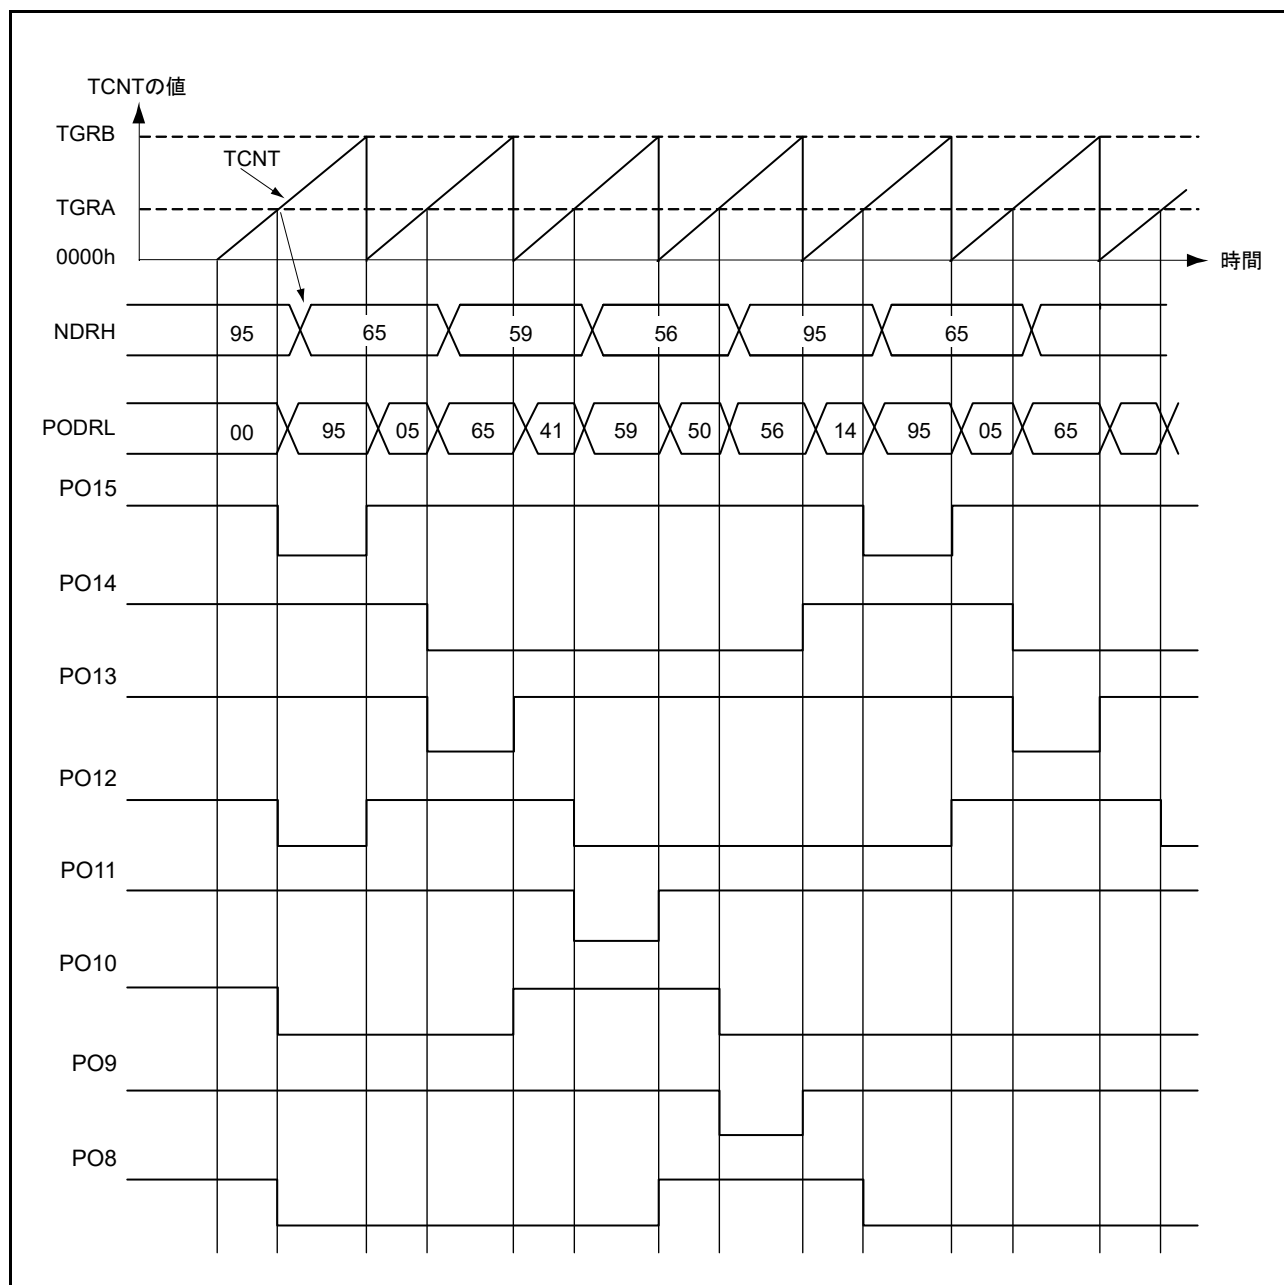 TCNTの値
TGRB
TCNT
TGRA
0000h
時間
NDRH
95
65
59
56
95
65
PODRL
00
95
05
65
41
59
50
56
14
95
05
65
PO15
PO14
PO13
PO12
PO11
PO10
PO9
PO8